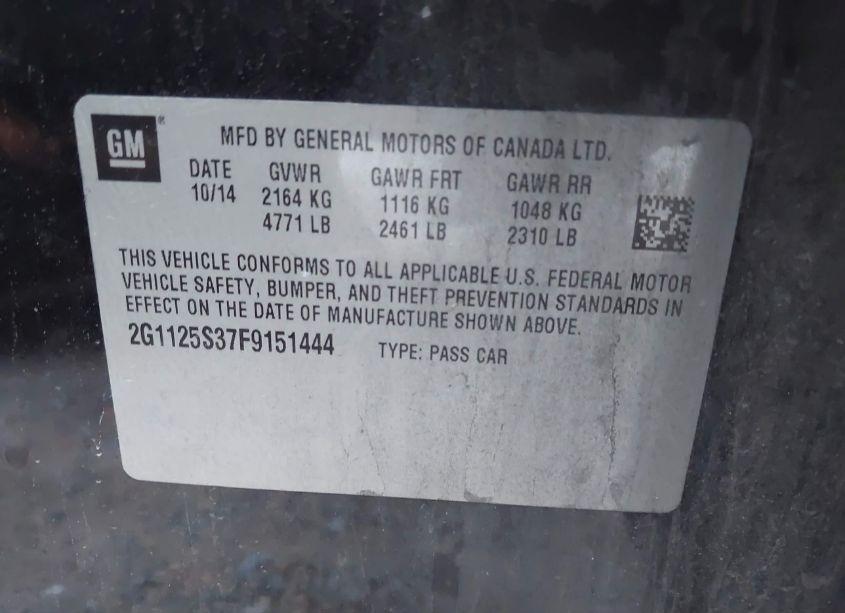 GM®
MFD BY GENERAL MOTORS OF CANADA LTD.
DATE GVWR GAWR FRT GAWR RR
10/14 2164 KG 1116 KG 1048 KG
4771 LB 2461 LB 2310 LB
THIS VEHICLE CONFORMS TO ALL APPLICABLE U.S. FEDERAL MOTOR
VEHICLE SAFETY, BUMPER, AND THEFT PREVENTION STANDARDS IN
EFFECT ON THE DATE OF MANUFACTURE SHOWN ABOVE.
2G1125S37F9151444 TYPE: PASS CAR